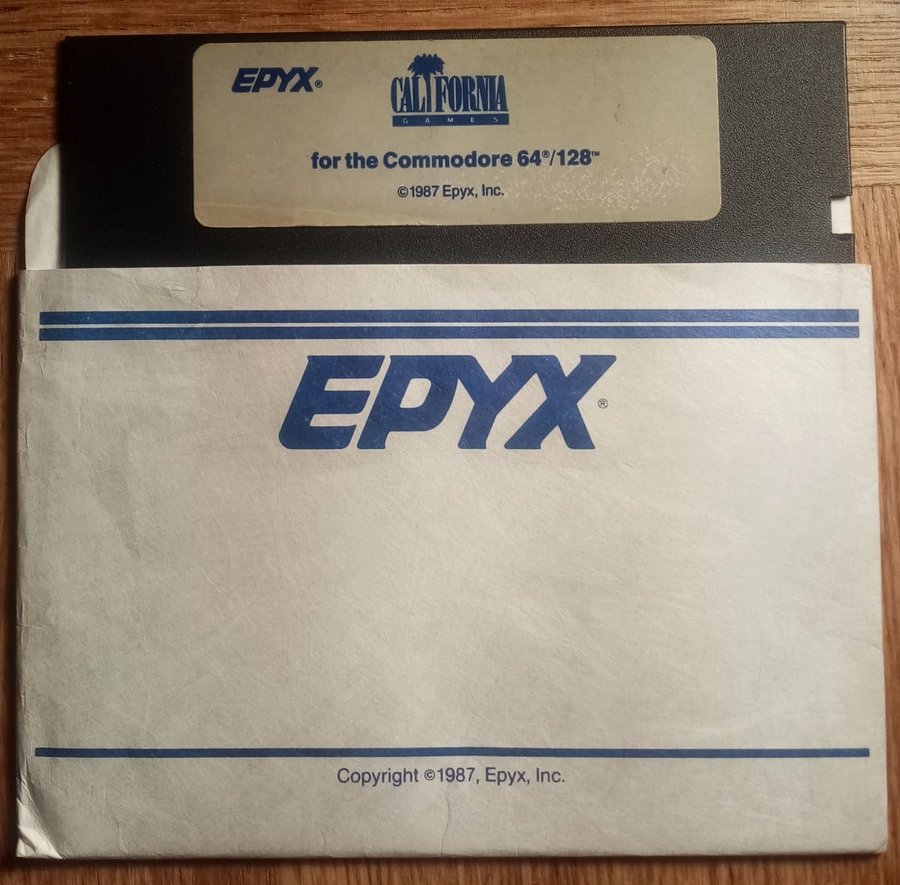 EPYX®
CALIFORNIA
GAMES
for the Commodore 64®/128™
©1987 Epyx, Inc.
EPYX®
Copyright ©1987, Epyx, Inc.